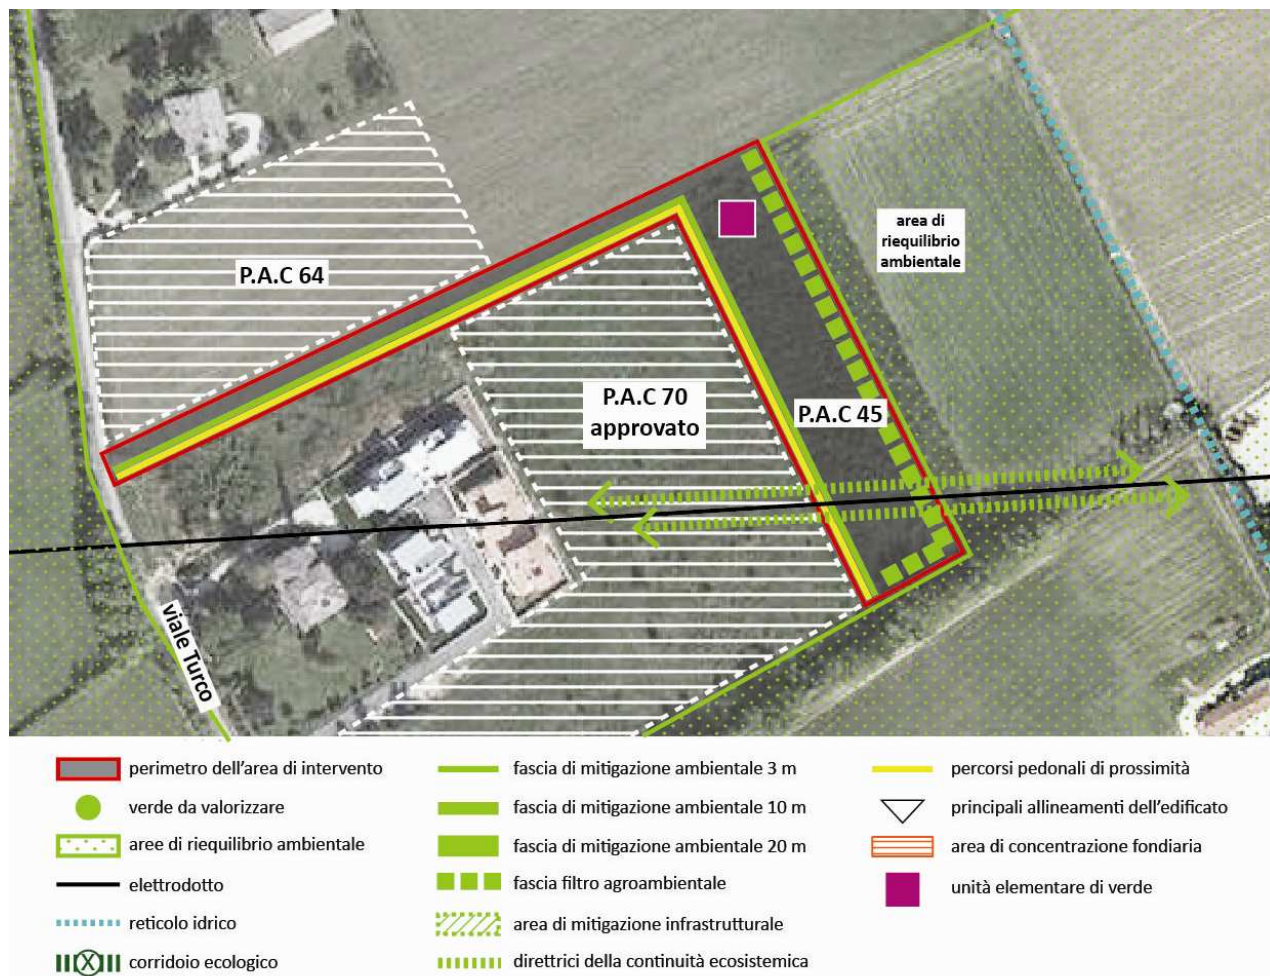 area di
riequilibrio
ambientale
P.A.C 64
P.A.C 70
approvato
P.A.C 45
viale Turco
perimetro dell'area di intervento
verde da valorizzare
aree di riequilibrio ambientale
elettrodotto
reticolo idrico
X corridoio ecologico
fascia di mitigazione ambientale 3 m
fascia di mitigazione ambientale 10 m
fascia di mitigazione ambientale 20 m
fascia filtro agroambientale
area di mitigazione infrastrutturale
direttrici della continuità ecosistemica
percorsi pedonali di prossimità
principali allineamenti dell'edificato
area di concentrazione fondiaria
unità elementare di verde